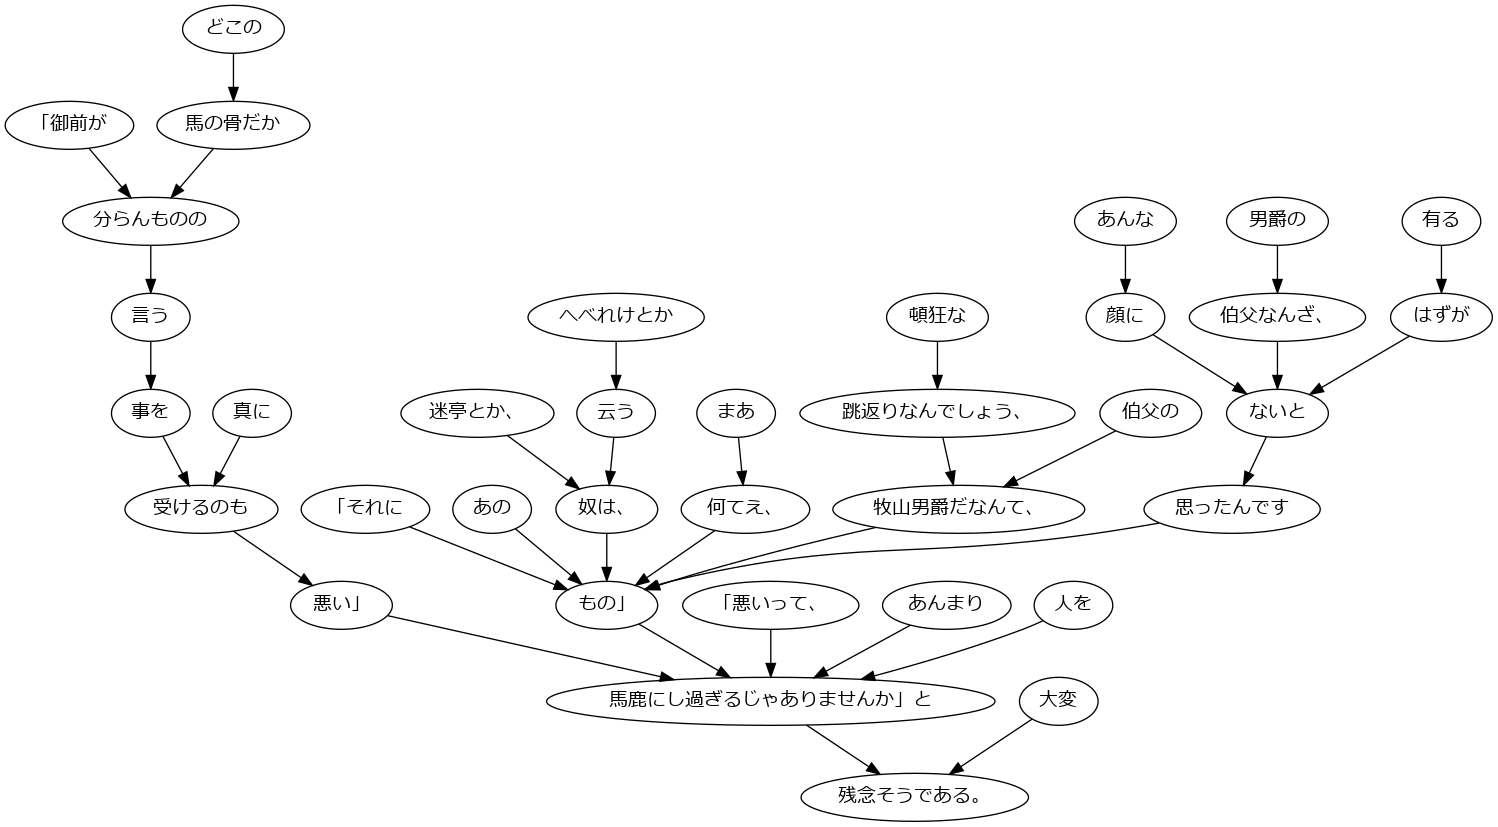 どこの
「御前が
馬の骨だか
分らんものの
あんな
男爵の
有る
言う
へべれけとか
頓狂な
顔に
伯父なんざ、
はずが
事を
真に
迷亭とか、
云う
まあ
跳返りなんでしょう、
伯父の
ないと
受けるのも
「それに
あの
奴は、
何てえ、
牧山男爵だなんて、
思ったんです
悪い」
もの」
「悪いって、
あんまり
人を
馬鹿にし過ぎるじゃありませんか」と
大変
残念そうである。